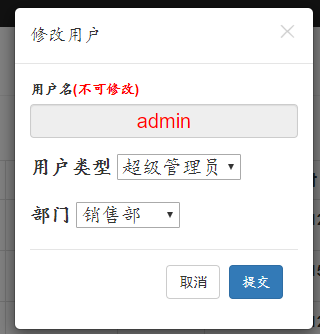 修改用户 ×
用户名(不可修改)
admin
用户类型 超级管理员
部门 销售部
取消 提交